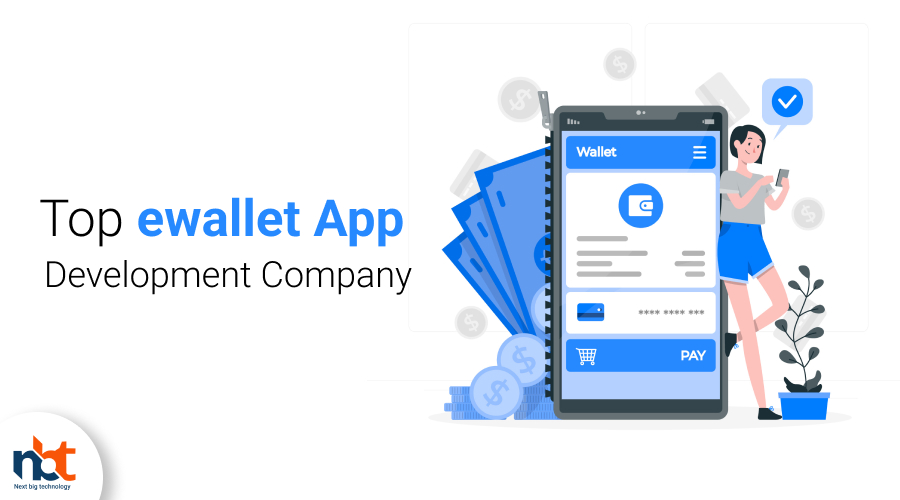 Top ewallet App
Development Company
Wallet
**** **** ***
PAY
nbt
Next big technology